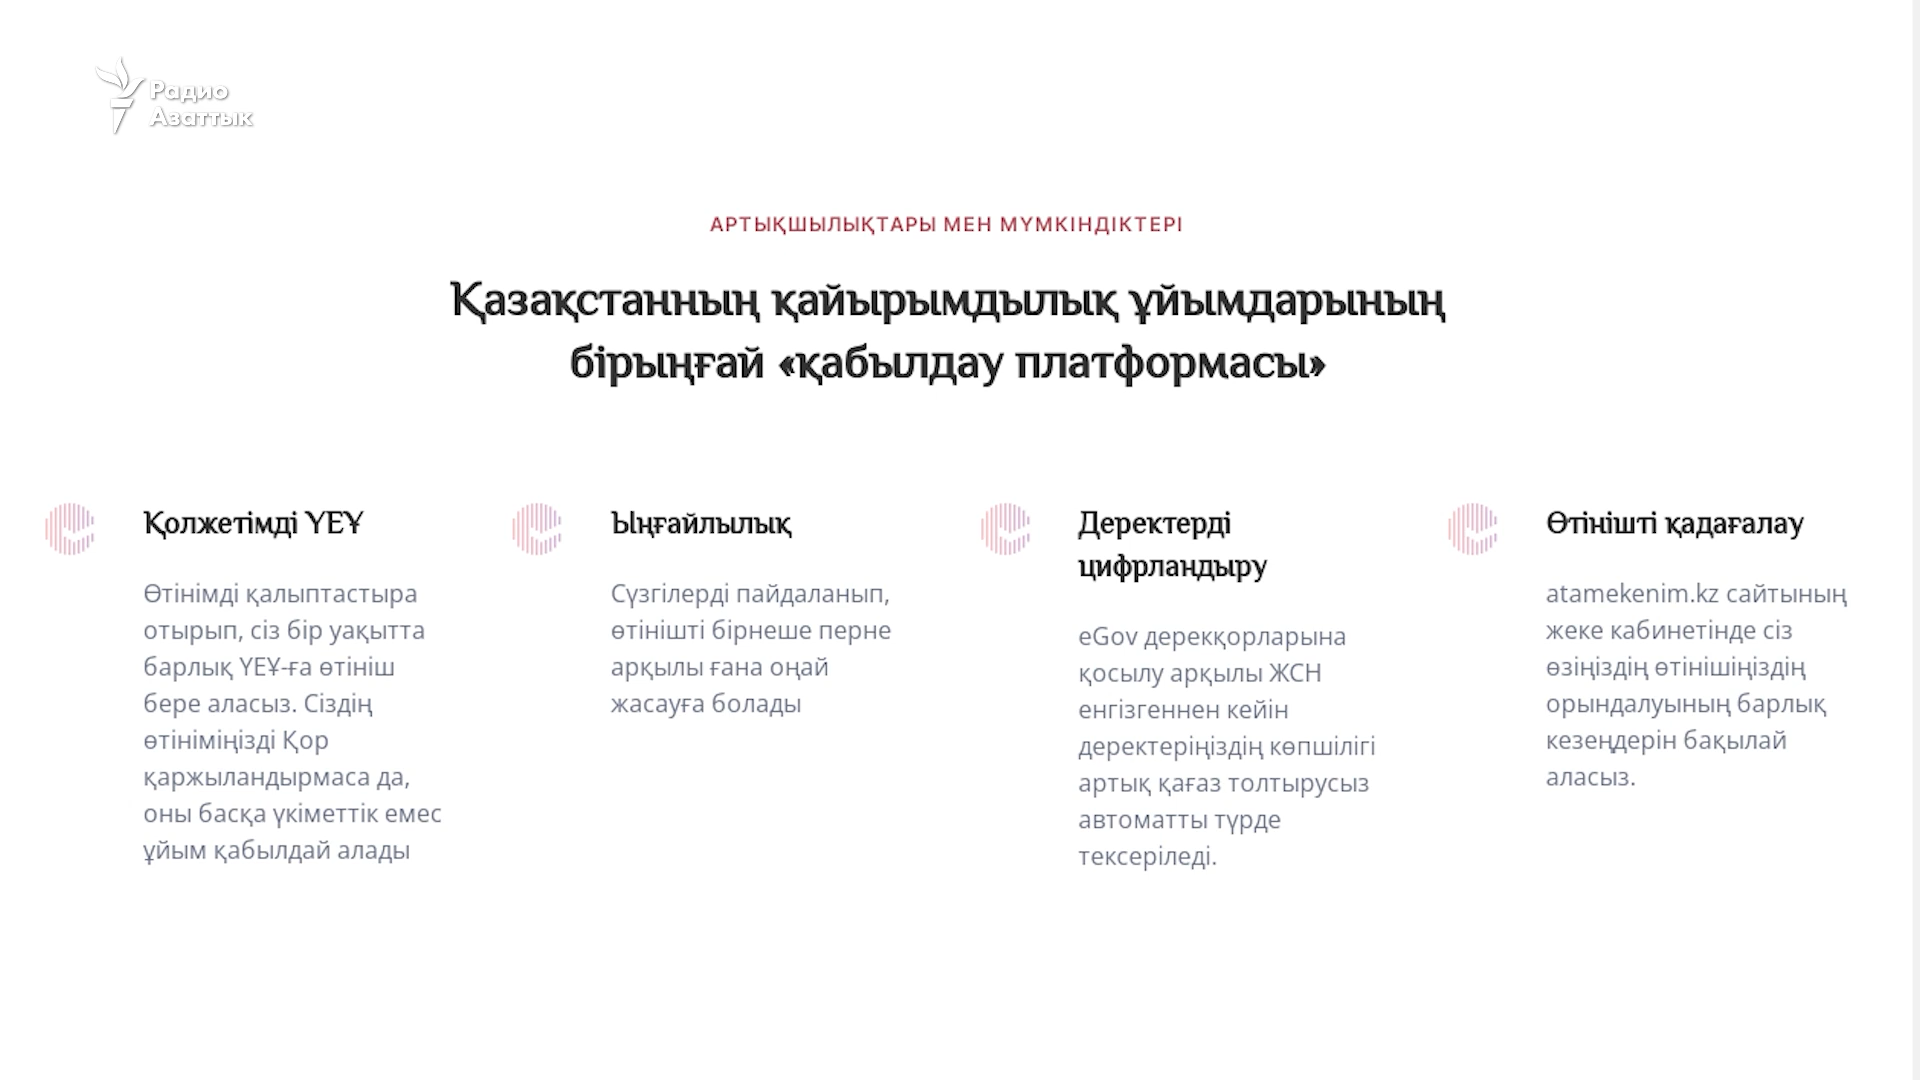 Радио
Азаттык
АРТЫҚШЫЛЫҚТАРЫ МЕН МҮМКІНДІКТЕРІ
Қазақстанның қайырымдылық ұйымдарының
бірыңғай «қабылдау платформасы»
Қолжетімді ҮЕҰ
Өтінімді қалыптастыра
отырып, сіз бір уақытта
барлық ҮЕҰ-ға өтініш
бере аласыз. Сіздің
өтініміңізді Қор
қаржыландырмаса да,
оны басқа үкіметтік емес
ұйым қабылдай алады
Ыңғайлылық
Сүзгілерді пайдаланып,
өтінішті бірнеше перне
арқылы ғана оңай
жасауға болады
Деректерді
цифрландыру
eGov дерекқорларына
қосылу арқылы ЖСН
енгізгеннен кейін
деректеріңіздің көпшілігі
артық қағаз толтырусыз
автоматты түрде
тексеріледі.
Өтінішті қадағалау
atamekenim.kz сайтының
жеке кабинетінде сіз
өзіңіздің өтінішіңіздің
орындалуының барлық
кезеңдерін бақылай
аласыз.